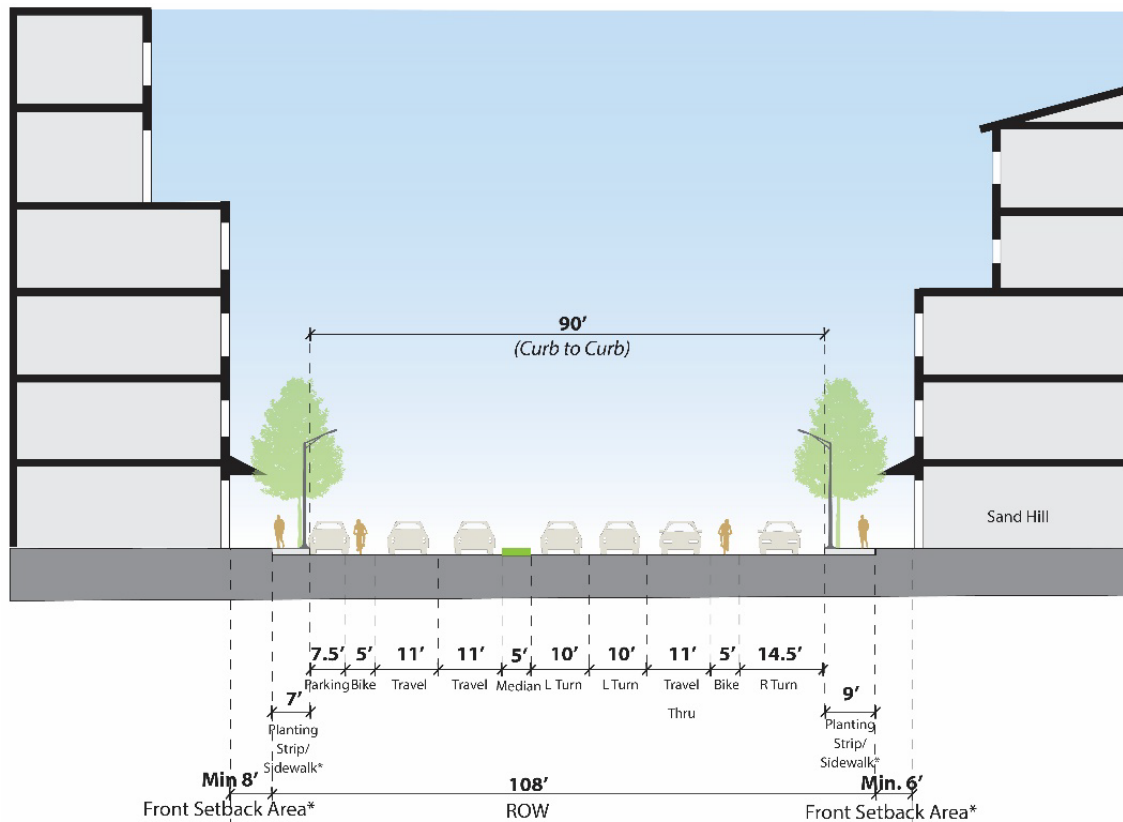 90’
(Curb to Curb)
Sand Hill
7.5’ 5’ 11’ 11’ 5’ 10’ 10’ 11’ 5’ 14.5’
Parking Bike Travel Travel Median L Turn L Turn Travel Bike R Turn
Thru
7’ 9’
Planting Planting
Strip/ Strip/
Sidewalk* Sidewalk*
Min 8’ 108’ Min. 6’
Front Setback Area* ROW Front Setback Area*